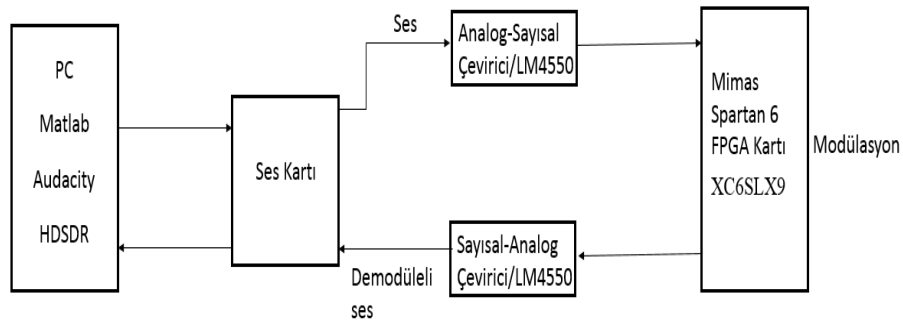 PC
Matlab
Audacity
HDSDR
Ses Kartı
Ses
Analog-Sayısal
Çevirici/LM4550
Mimas
Spartan 6
FPGA Kartı
XC6SLX9
Modülasyon
Sayısal-Analog
Çevirici/LM4550
Demodüleli
ses